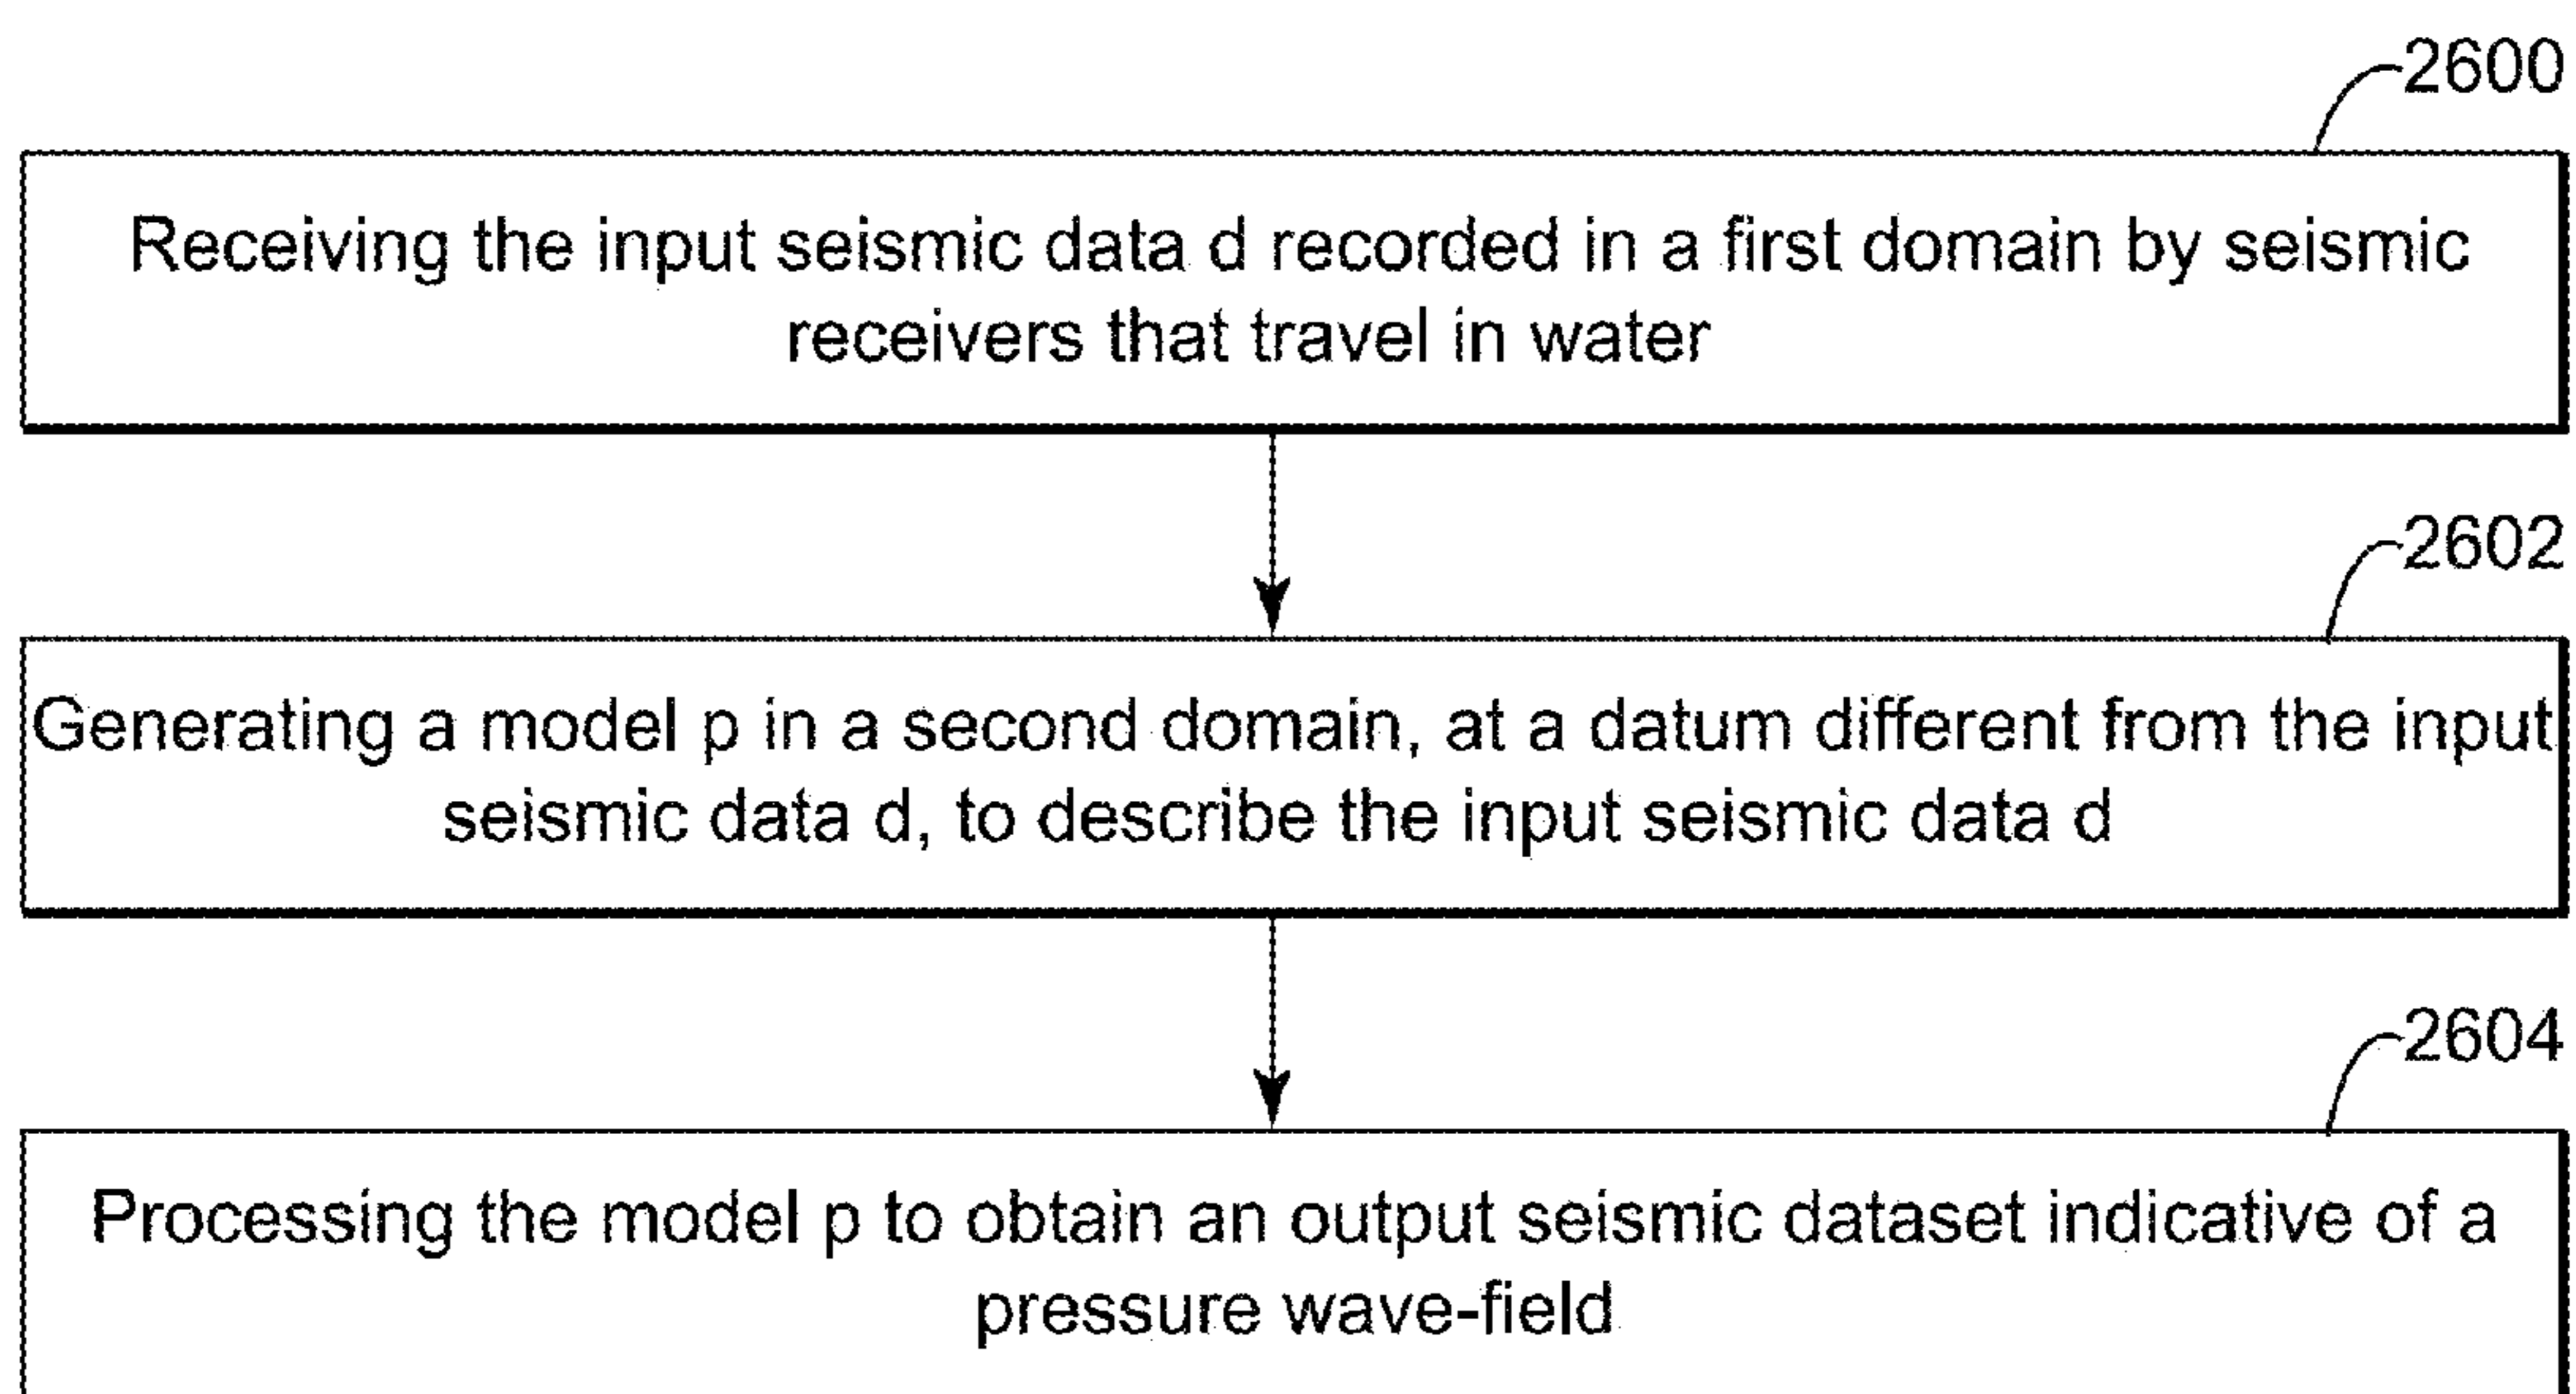 2600
Receiving the input seismic data d recorded in a first domain by seismic
receivers that travel in water
2602
Generating a model p in a second domain, at a datum different from the input
seismic data d, to describe the input seismic data d
2604
Processing the model p to obtain an output seismic dataset indicative of a
pressure wave-field